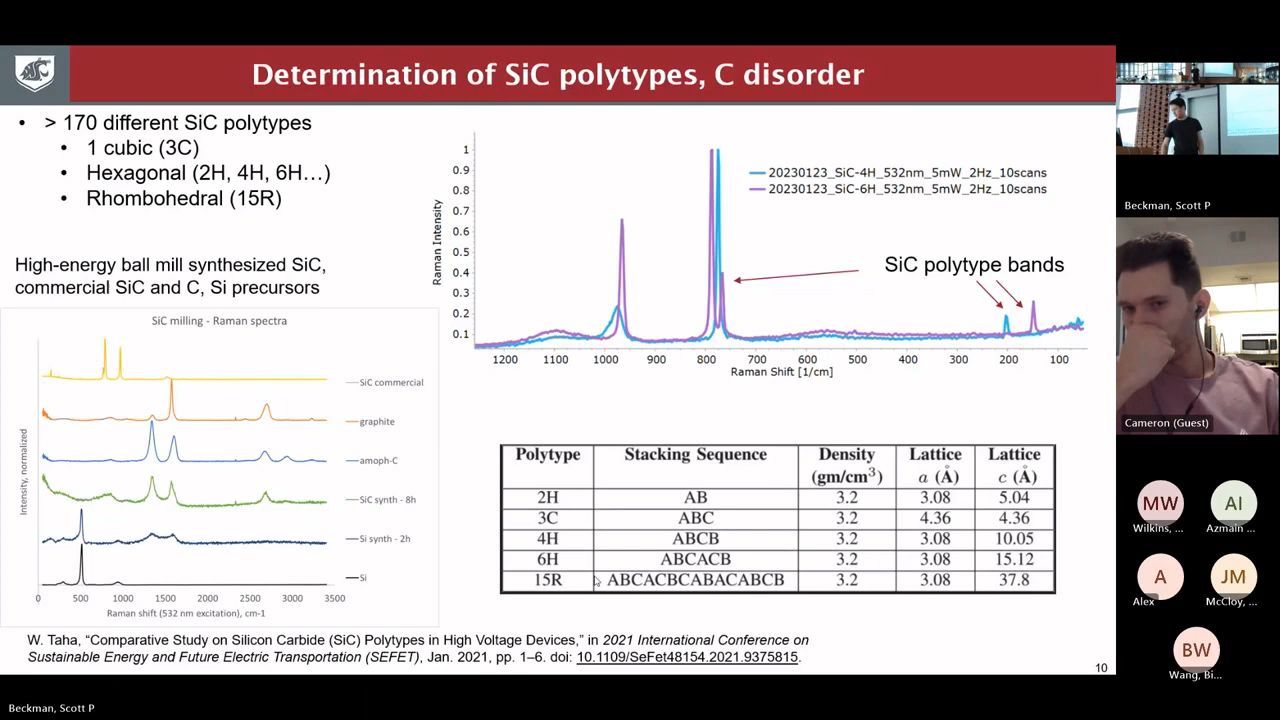 Determination of SiC polytypes, C disorder
• > 170 different SiC polytypes
• 1 cubic (3C)
• Hexagonal (2H, 4H, 6H…)
• Rhombohedral (15R)
High-energy ball mill synthesized SiC,
commercial SiC and C, Si precursors
SiC milling - Raman spectra
SiC commercial
graphite
amoph-C
SiC synth - 8h
Si synth - 2h
Si
Intensity, normalized
0 500 1000 1500 2000 2500 3000 3500
Raman shift (532 nm excitation), cm-1
1
0.9
0.8
0.7
0.6
0.5
0.4
0.3
0.2
0.1
Raman Intensity
20230123_SiC-4H_532nm_5mW_2Hz_10scans
20230123_SiC-6H_532nm_5mW_2Hz_10scans
SiC polytype bands
1200 1100 1000 900 800 700 600 500 400 300 200 100
Raman Shift [1/cm]
Polytype Stacking Sequence Density (gm/cm³) Lattice a (Å) Lattice c (Å)
2H AB 3.2 3.08 5.04
3C ABC 3.2 4.36 4.36
4H ABCB 3.2 3.08 10.05
6H ABCACB 3.2 3.08 15.12
15R ABCACBCABACABCB 3.2 3.08 37.8
W. Taha, “Comparative Study on Silicon Carbide (SiC) Polytypes in High Voltage Devices,” in 2021 International Conference on
Sustainable Energy and Future Electric Transportation (SEFET), Jan. 2021, pp. 1–6. doi: 10.1109/SeFet48154.2021.9375815.
10
Beckman, Scott P
Cameron (Guest)
MW
Wilkins, ...
AI
Azmain ...
A
Alex
JM
McCloy, ...
BW
Wang, Bi...
Beckman, Scott P